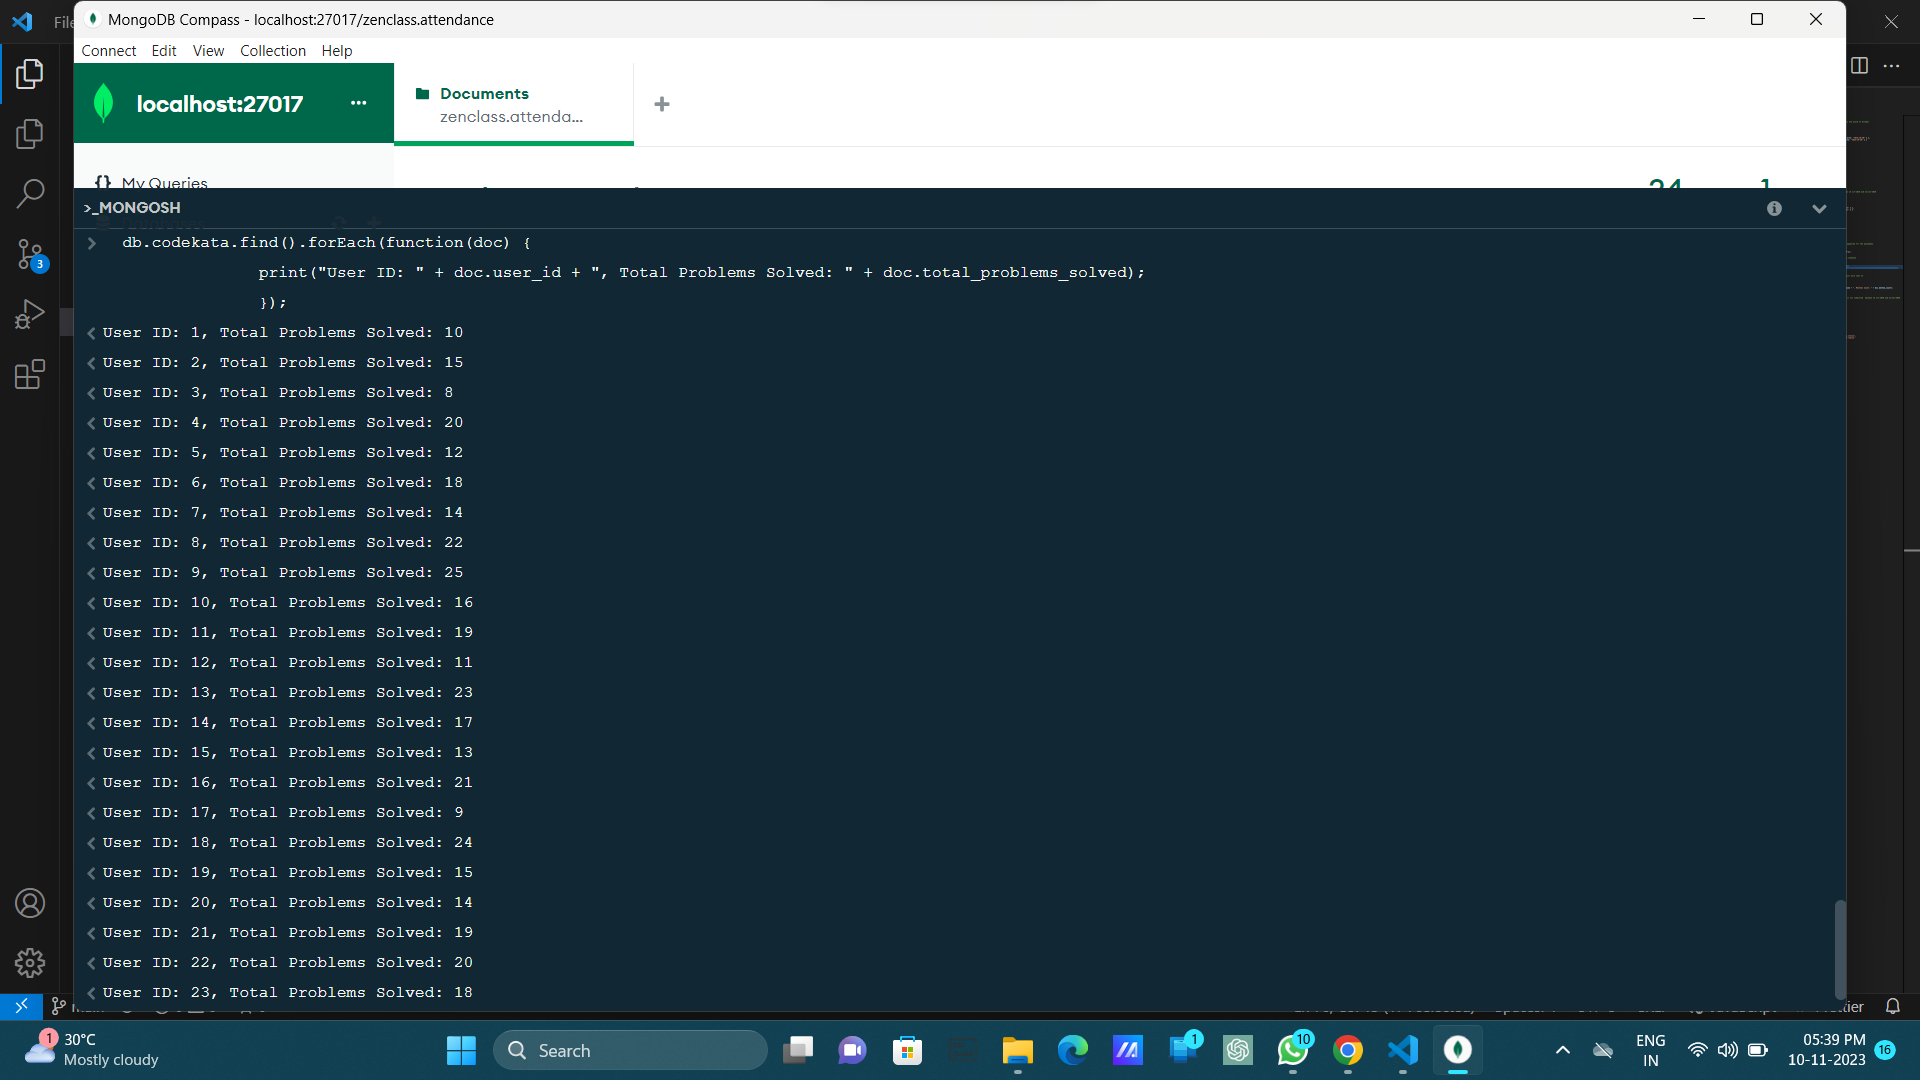 File
MongoDB Compass - localhost:27017/zenclass.attendance
Connect Edit View Collection Help
localhost:27017
Documents
zenclass.attenda...
My Queries
>_MONGOSH
db.codekata.find().forEach(function(doc) {
print("User ID: " + doc.user_id + ", Total Problems Solved: " + doc.total_problems_solved);
});
User ID: 1, Total Problems Solved: 10
User ID: 2, Total Problems Solved: 15
User ID: 3, Total Problems Solved: 8
User ID: 4, Total Problems Solved: 20
User ID: 5, Total Problems Solved: 12
User ID: 6, Total Problems Solved: 18
User ID: 7, Total Problems Solved: 14
User ID: 8, Total Problems Solved: 22
User ID: 9, Total Problems Solved: 25
User ID: 10, Total Problems Solved: 16
User ID: 11, Total Problems Solved: 19
User ID: 12, Total Problems Solved: 11
User ID: 13, Total Problems Solved: 23
User ID: 14, Total Problems Solved: 17
User ID: 15, Total Problems Solved: 13
User ID: 16, Total Problems Solved: 21
User ID: 17, Total Problems Solved: 9
User ID: 18, Total Problems Solved: 24
User ID: 19, Total Problems Solved: 15
User ID: 20, Total Problems Solved: 14
User ID: 21, Total Problems Solved: 19
User ID: 22, Total Problems Solved: 20
User ID: 23, Total Problems Solved: 18
3
1
30°C
Mostly cloudy
Search
1
10
ENG
IN
05:39 PM
10-11-2023
16